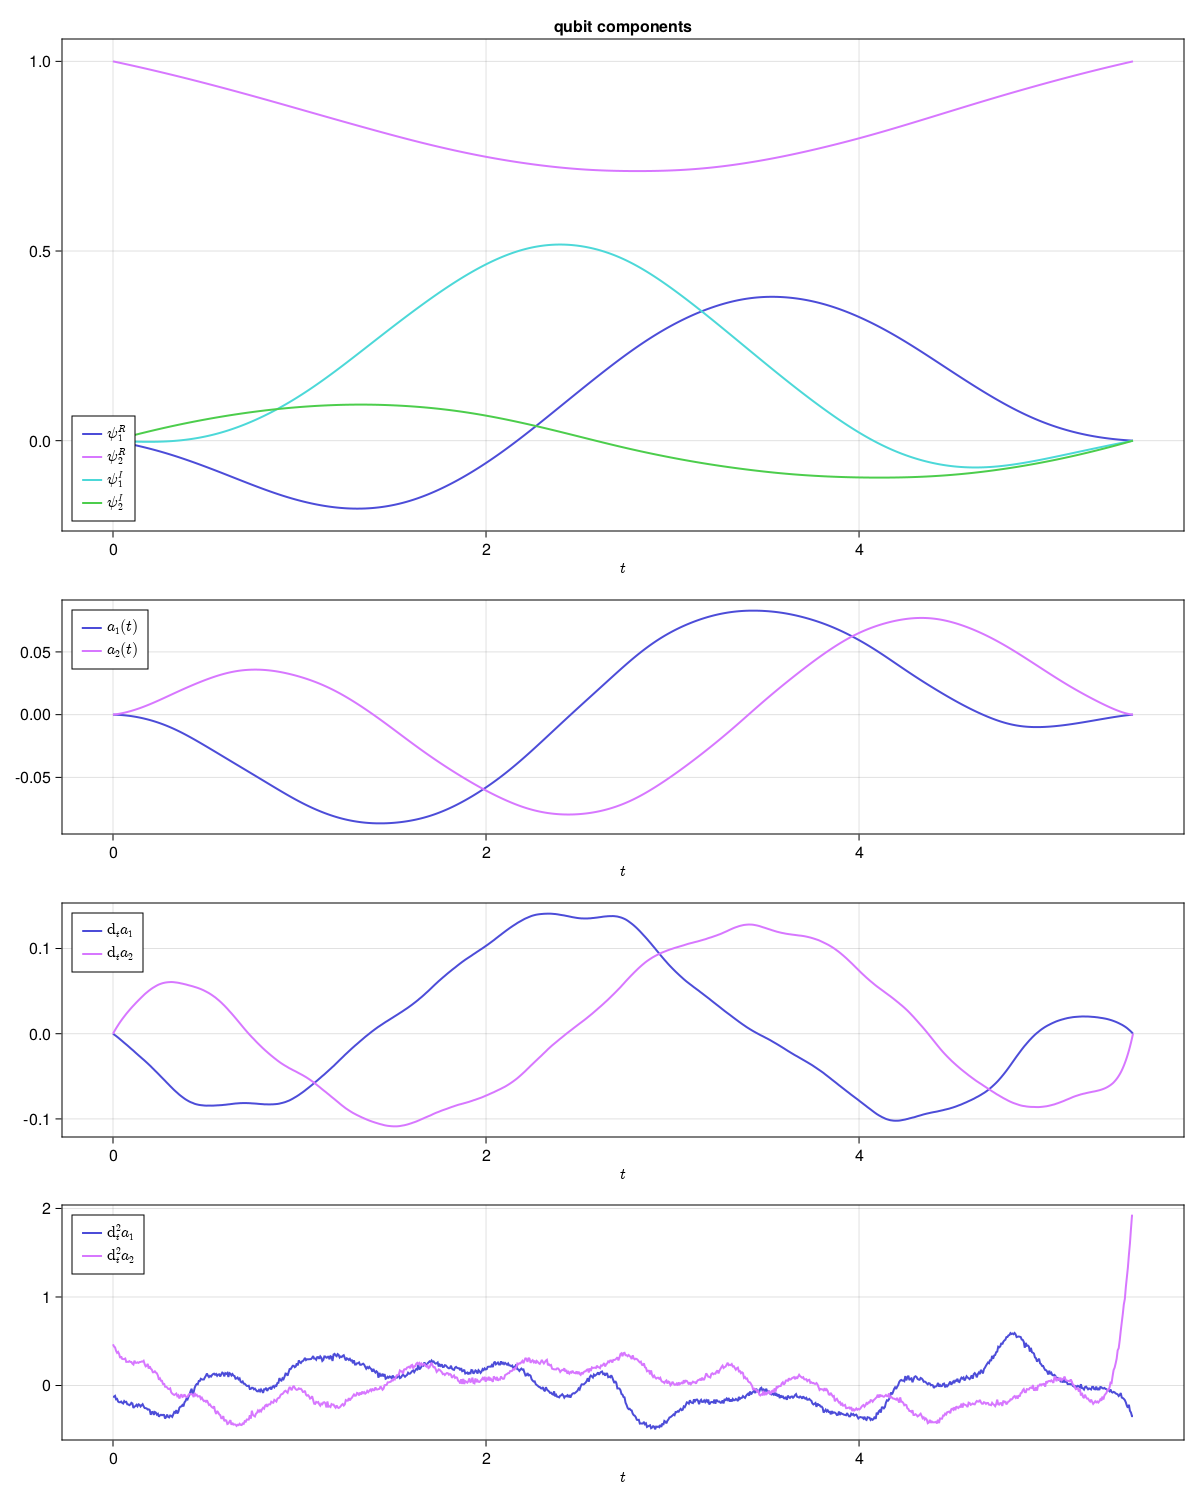 qubit components
1.0
0.5
0.0
ψ₁ᴿ
ψ₂ᴿ
ψ₁ᴵ
ψ₂ᴵ
0 2 4
t
0.05
0.00
-0.05
a₁(t)
a₂(t)
0 2 4
t
0.1
0.0
-0.1
dₜa₁
dₜa₂
0 2 4
t
2
1
0
dₜ²a₁
dₜ²a₂
0 2 4
t